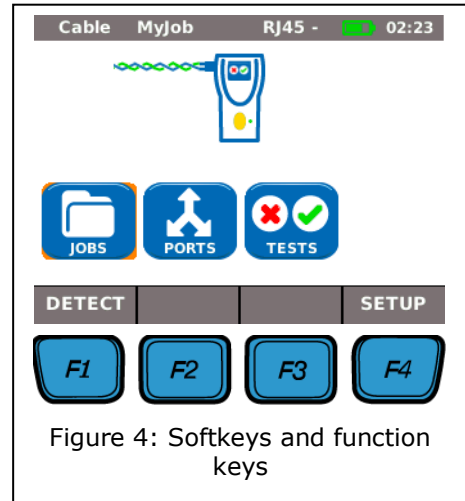 Cable MyJob RJ45 - 02:23
JOBS PORTS TESTS
DETECT SETUP
F1 F2 F3 F4
Figure 4: Softkeys and function
keys